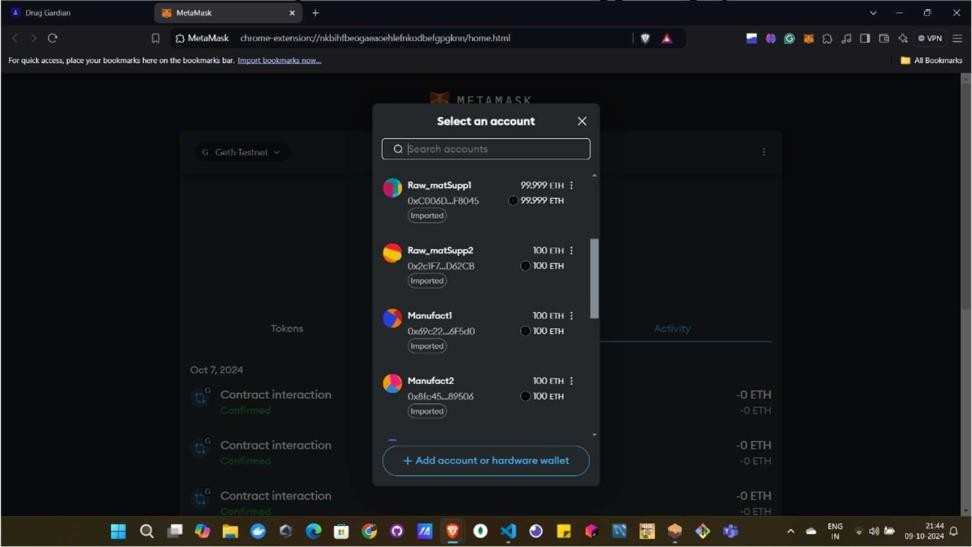 Drug Gardian
MetaMask
MetaMask chrome-extension://nkbihfbeogaeaoehlefnkodbefgpgknn/home.html
VPN
For quick access, place your bookmarks here on the bookmarks bar. Import bookmarks now...
All Bookmarks
METAMASK
Select an account
G Geth Testnet
Search accounts
Raw_matSupp1 99.999 ETH
0xC006D...F8045 99.999 ETH
Imported
Raw_matSupp2 100 ETH
0x2c1F7...D62CB 100 ETH
Imported
Manufact1 100 ETH
0x69c22...6F5d0 100 ETH
Imported
Tokens
Activity
Oct 7, 2024
Manufact2 100 ETH
0x8fc45...89506 100 ETH
Imported
G
Contract interaction -0 ETH
Confirmed -0 ETH
G
Contract interaction -0 ETH
Confirmed -0 ETH
+ Add account or hardware wallet
G
Contract interaction -0 ETH
Confirmed -0 ETH
ENG
IN
21:44
09-10-2024